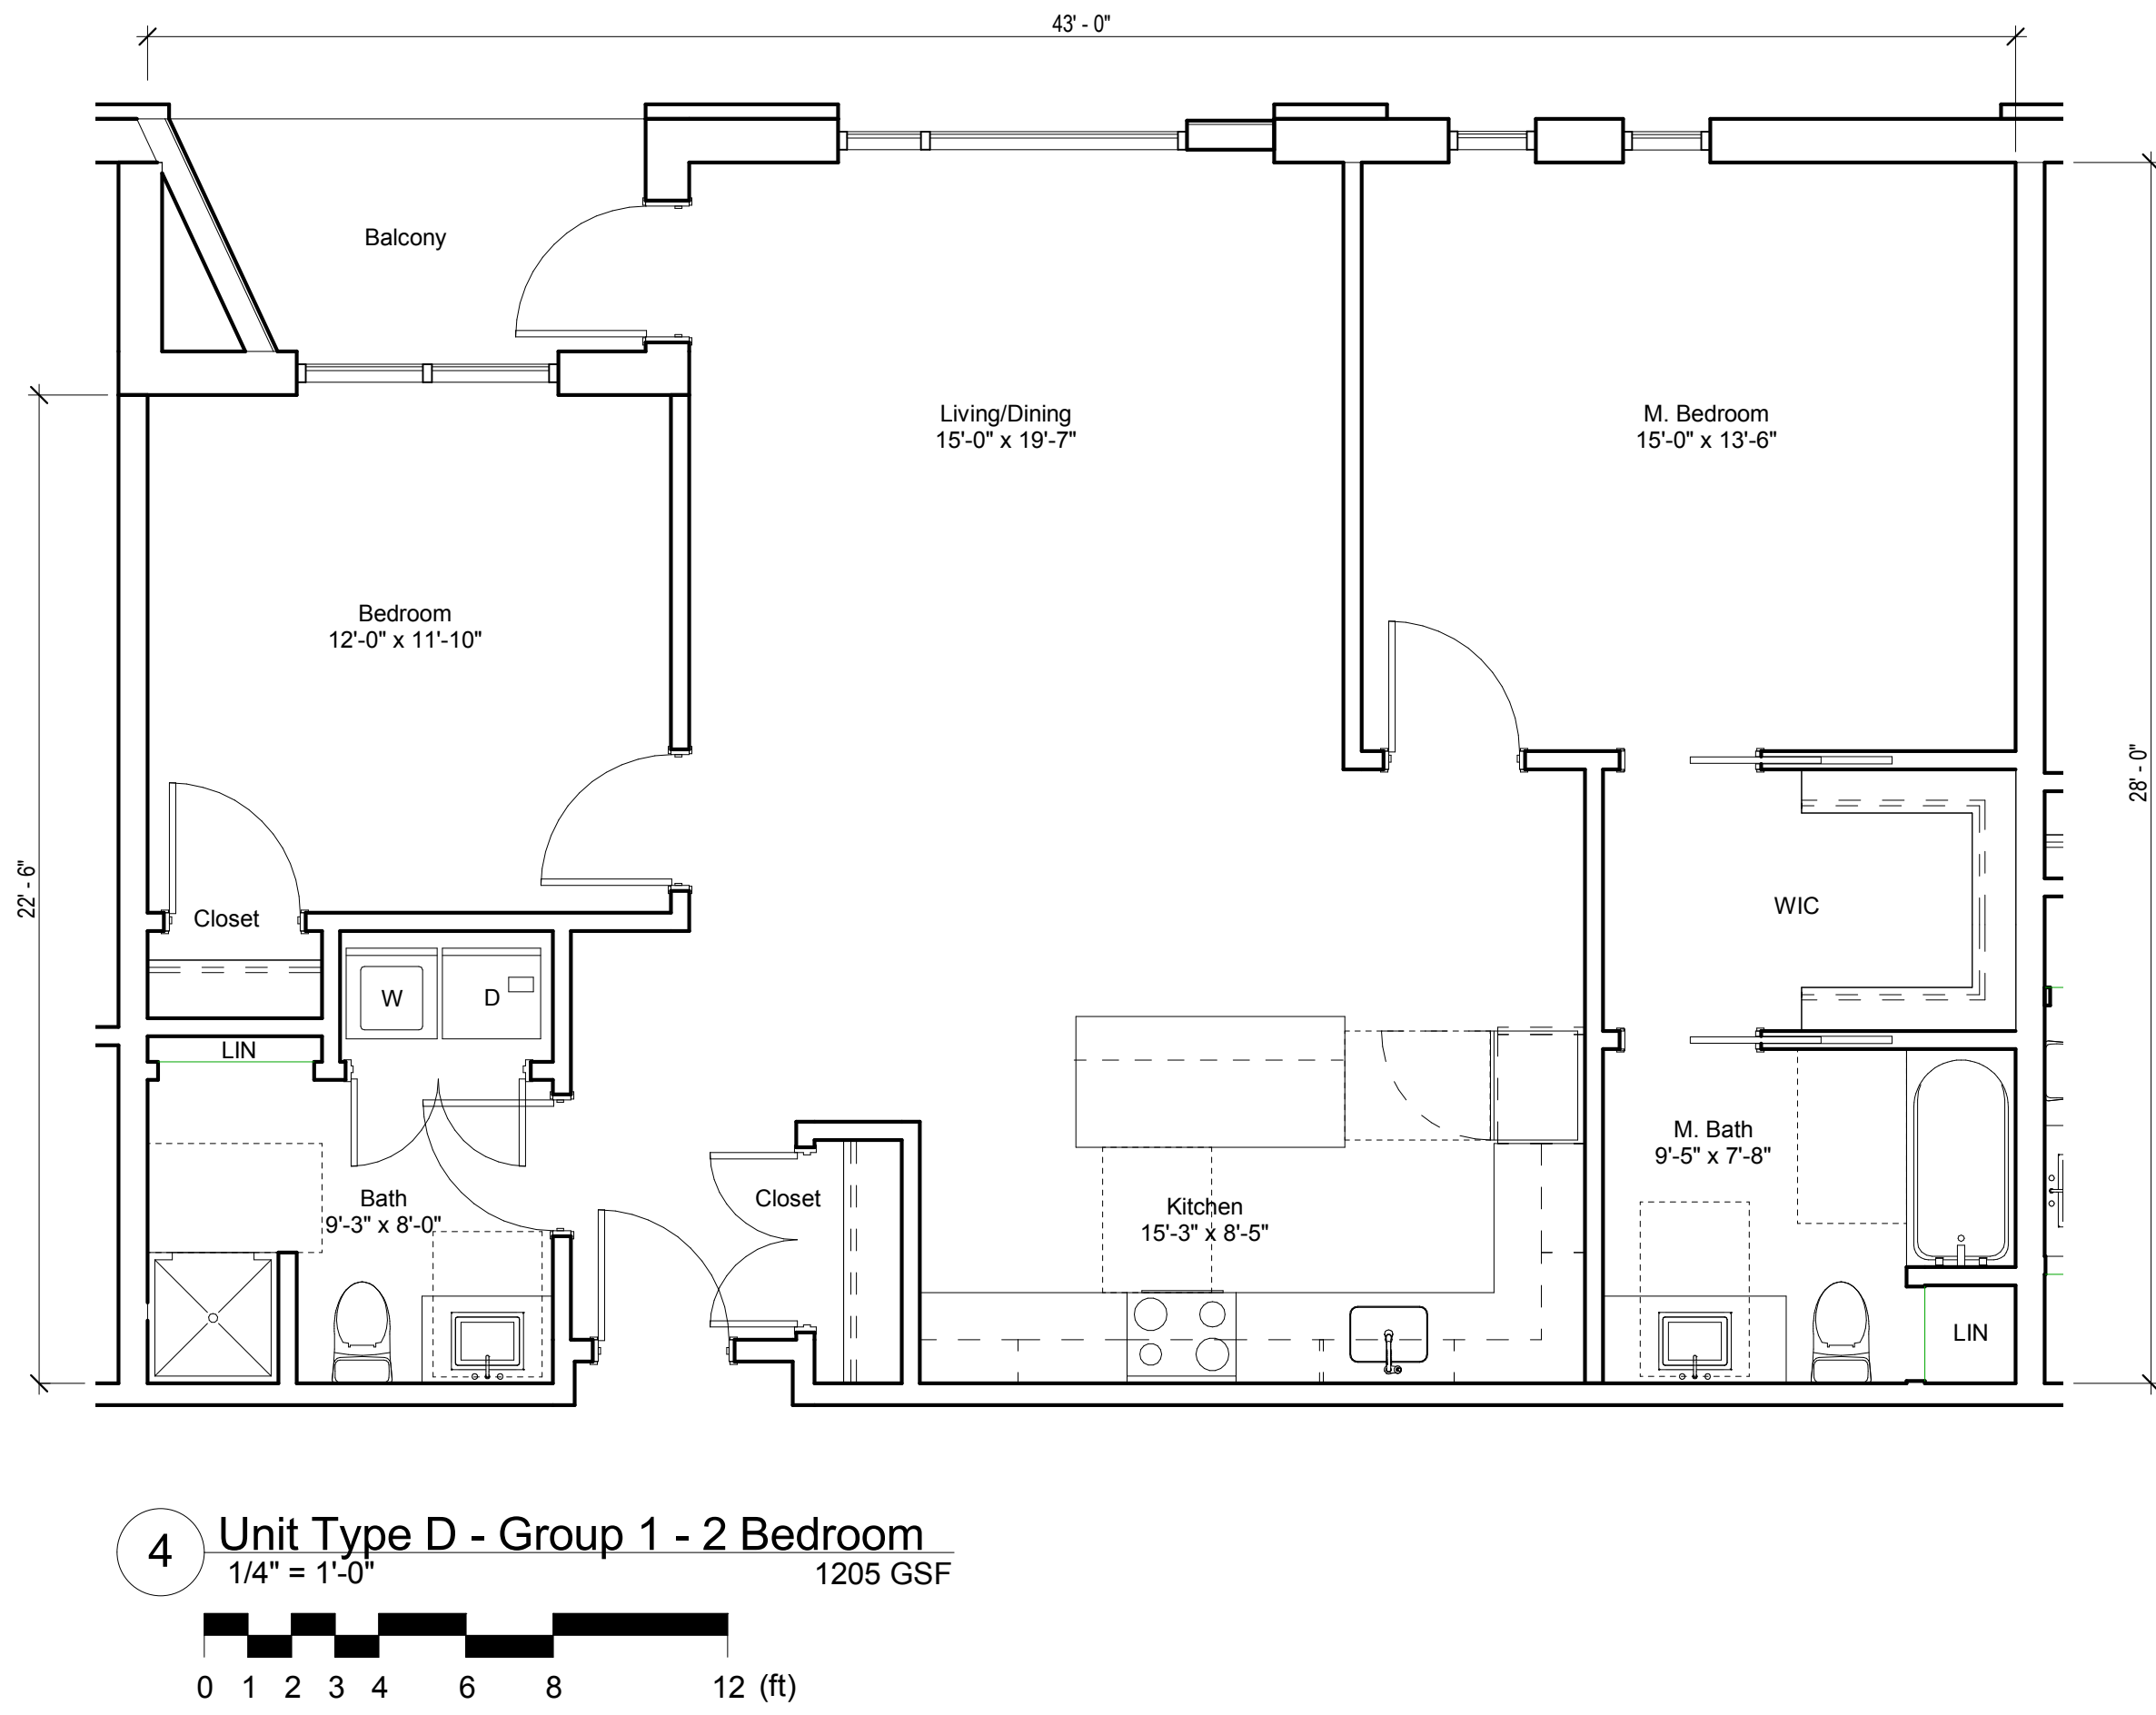 43' - 0"
Balcony
Living/Dining
15'-0" x 19'-7"
M. Bedroom
15'-0" x 13'-6"
Bedroom
12'-0" x 11'-10"
28' - 0"
22' - 6"
Closet
WIC
W
D
LIN
M. Bath
9'-5" x 7'-8"
Bath
9'-3" x 8'-0"
Closet
Kitchen
15'-3" x 8'-5"
LIN
4
Unit Type D - Group 1 - 2 Bedroom
1/4" = 1'-0"
1205 GSF
0 1 2 3 4 6 8 12 (ft)